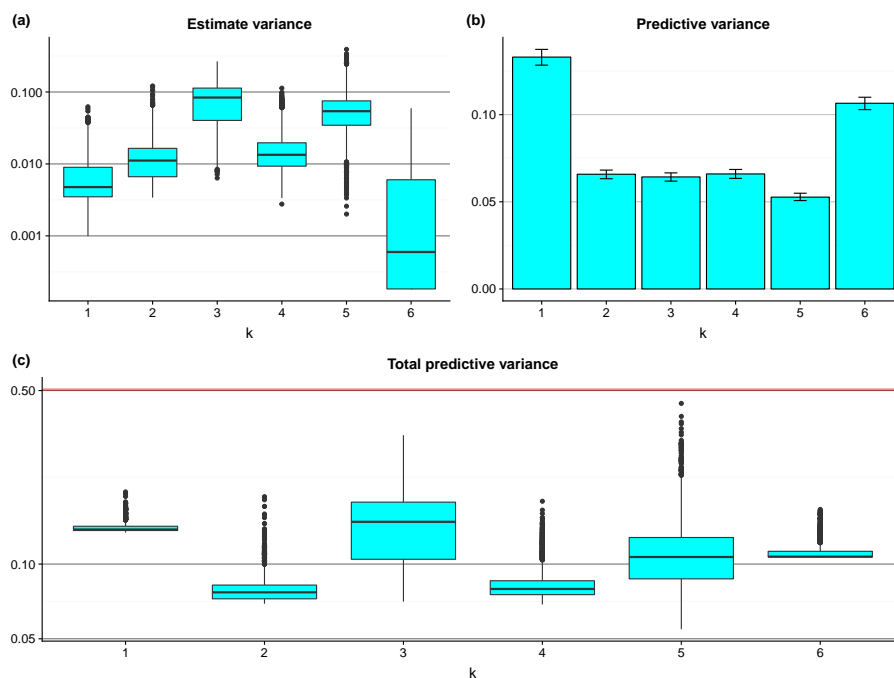 (a)
Estimate variance
0.100
0.010
0.001
1 2 3 4 5 6
k
(b)
Predictive variance
0.10
0.05
0.00
1 2 3 4 5 6
k
(c)
Total predictive variance
0.50
0.10
0.05
1 2 3 4 5 6
k